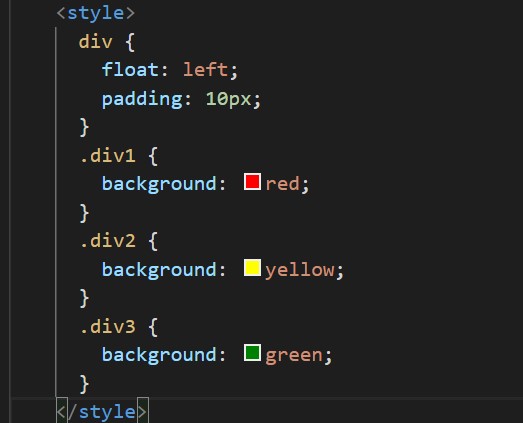 <style>
div {
float: left;
padding: 10px;
}
.div1 {
background: red;
}
.div2 {
background: yellow;
}
.div3 {
background: green;
}
</style>